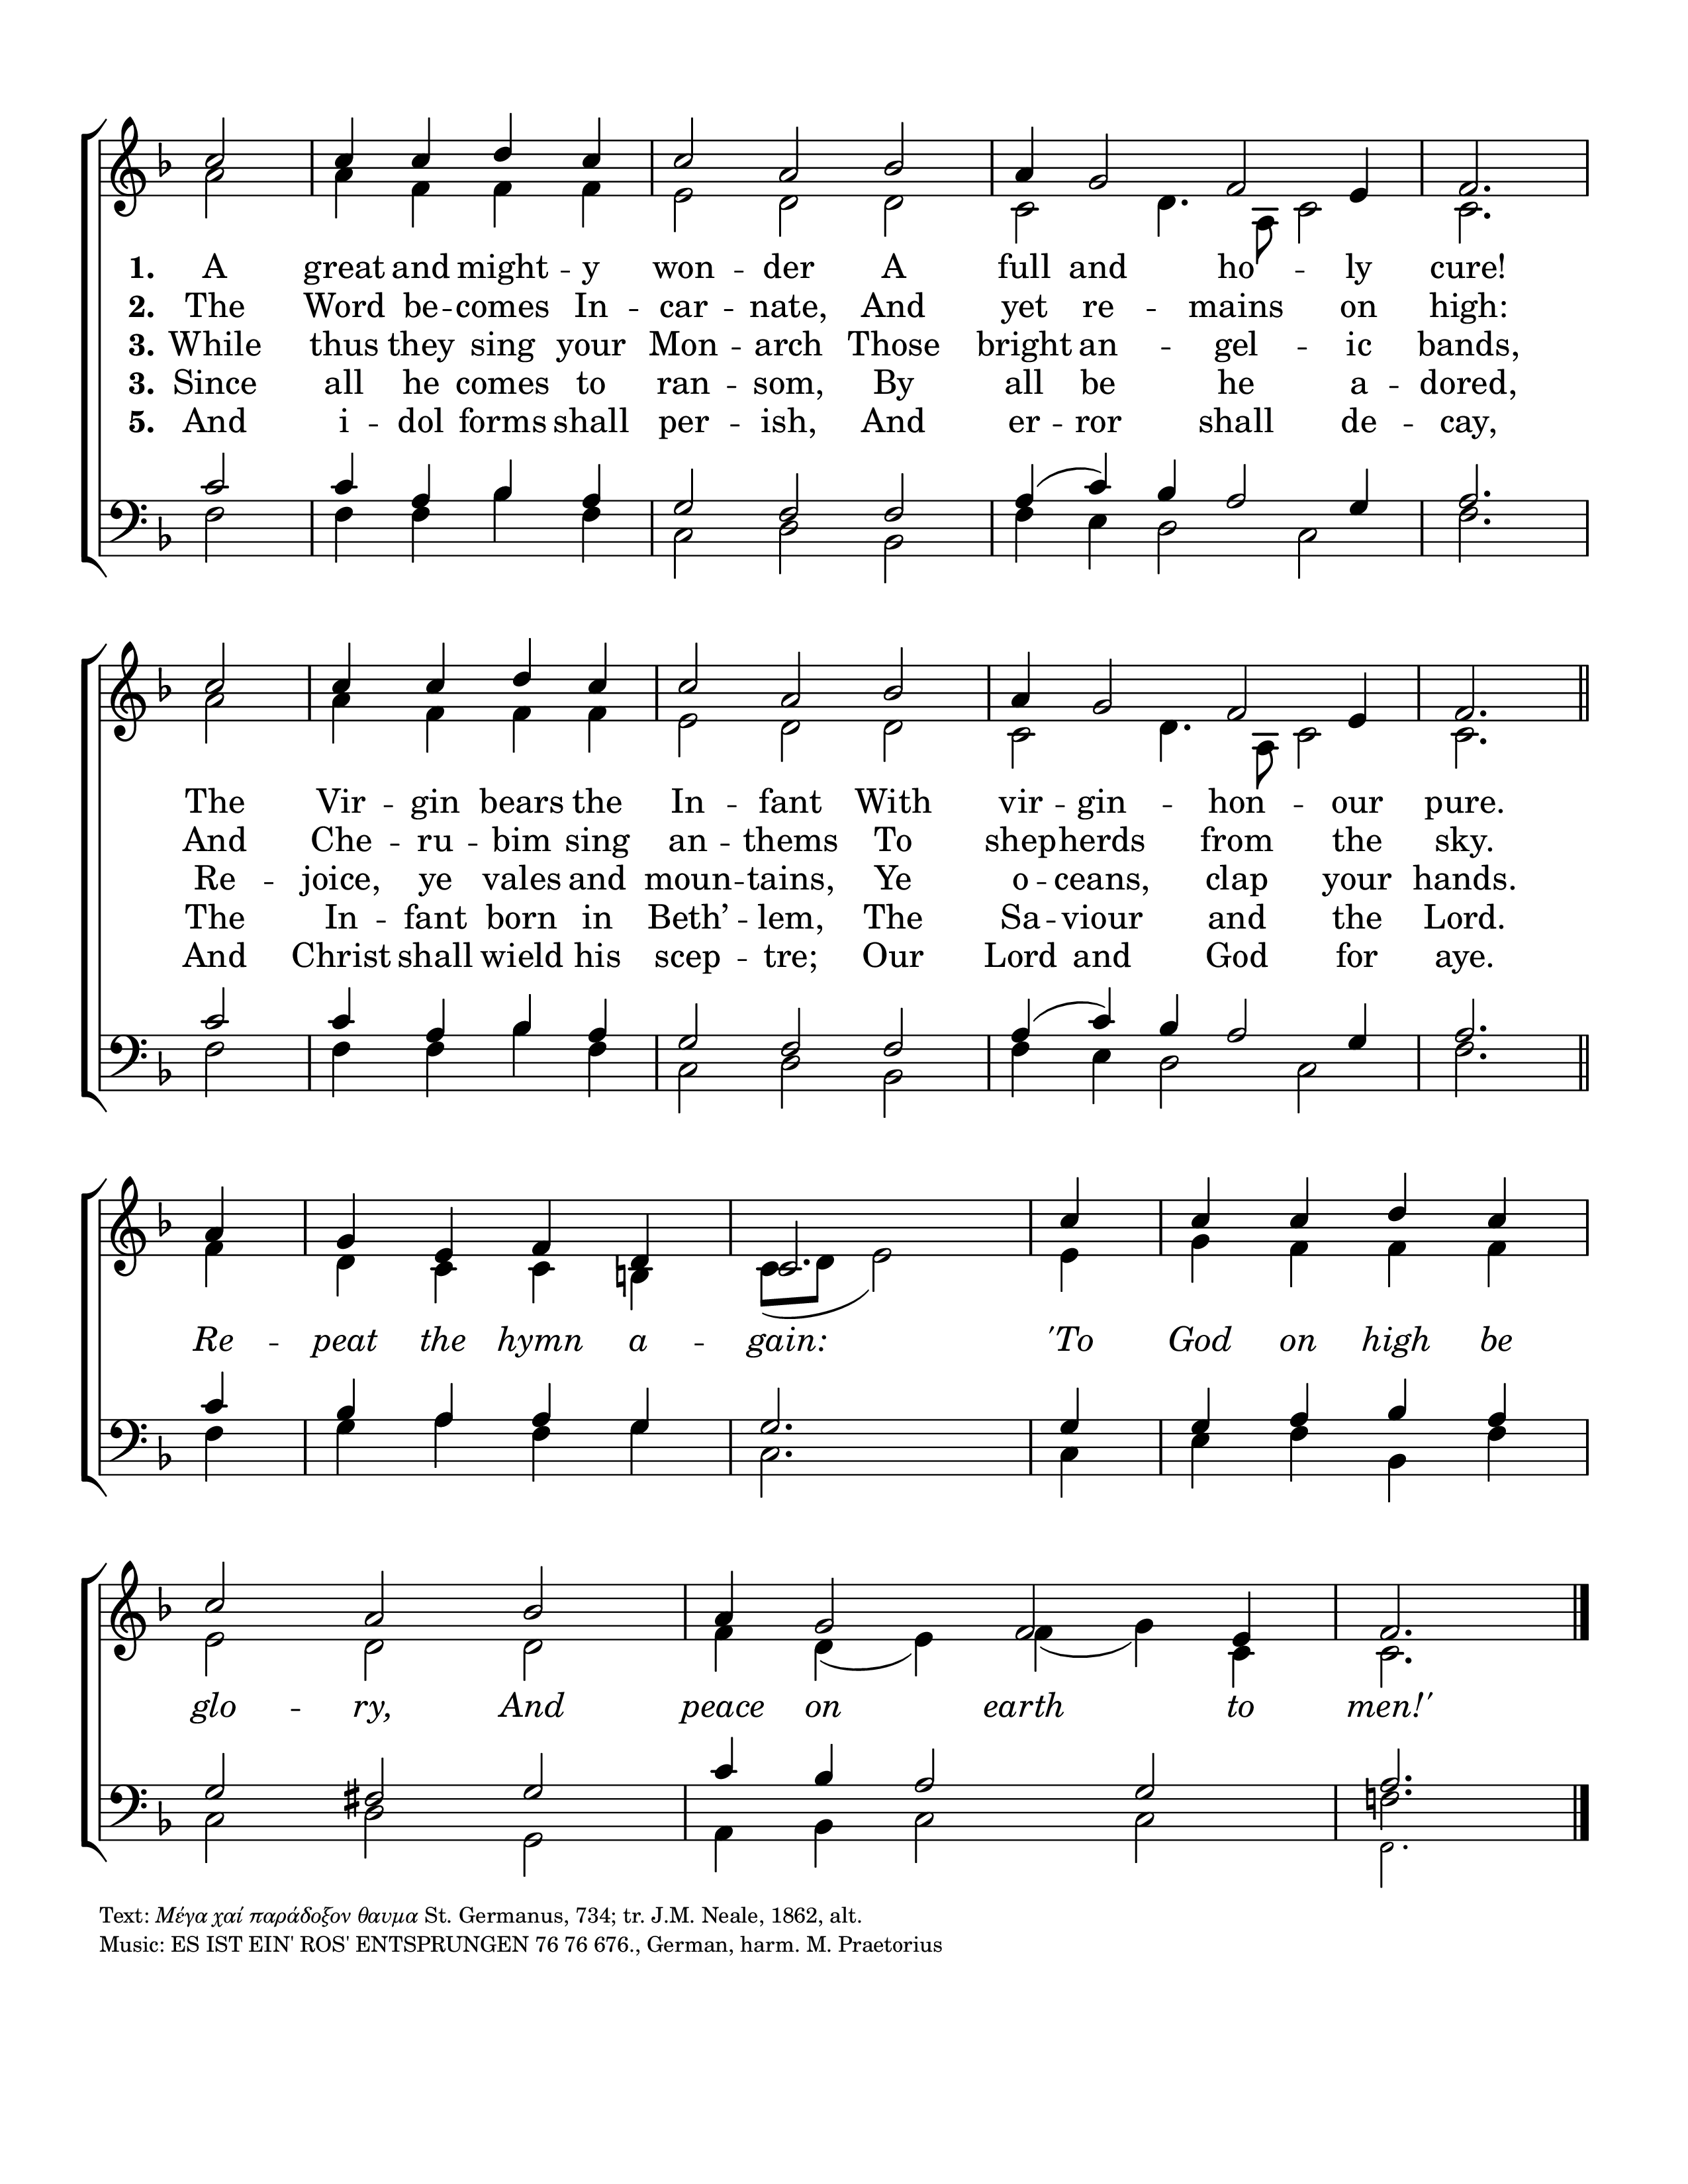 1. A great and might -- y won -- der A full and ho -- ly cure!
2. The Word be -- comes In -- car -- nate, And yet re -- mains on high:
3. While thus they sing your Mon -- arch Those bright an -- gel -- ic bands,
3. Since all he comes to ran -- som, By all be he a -- dored,
5. And i -- dol forms shall per -- ish, And er -- ror shall de -- cay,
The Vir -- gin bears the In -- fant With vir -- gin -- hon -- our pure.
And Che -- ru -- bim sing an -- thems To shep -- herds from the sky.
Re -- joice, ye vales and moun -- tains, Ye o -- ceans, clap your hands.
The In -- fant born in Beth’ -- lem, The Sa -- viour and the Lord.
And Christ shall wield his scep -- tre; Our Lord and God for aye.
Re -- peat the hymn a -- gain: 'To God on high be
glo -- ry, And peace on earth to men!'
Text: Μέγα χαί παράδοξον θαυμα St. Germanus, 734; tr. J.M. Neale, 1862, alt.
Music: ES IST EIN' ROS' ENTSPRUNGEN 76 76 676., German, harm. M. Praetorius